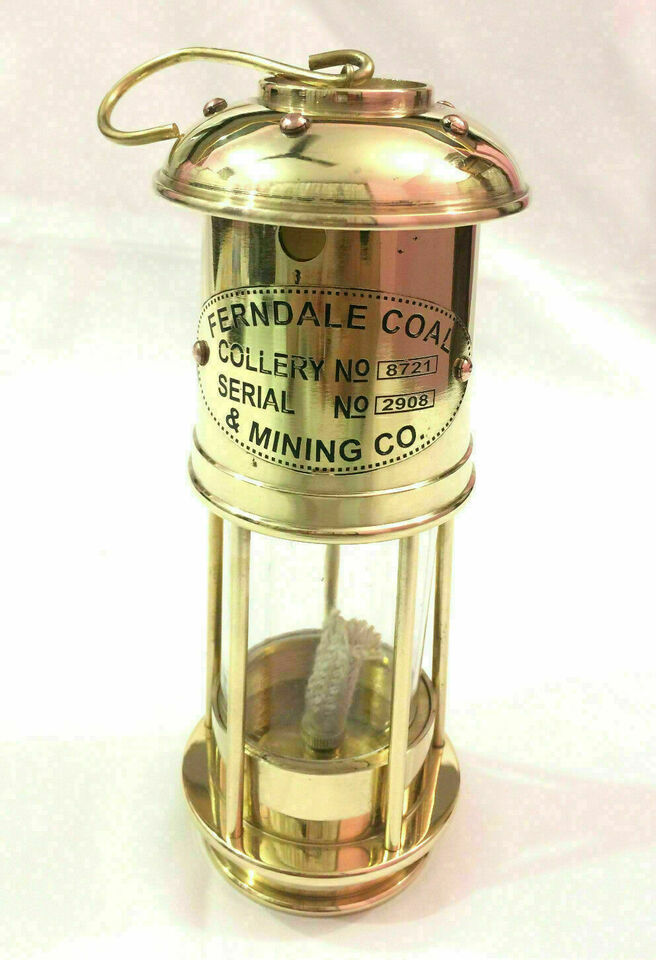 FERNDALE COAL
COLLERY No 8721
SERIAL No 2908
& MINING CO.